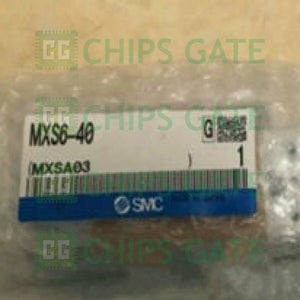 CHIPS GATE
MXS6-40
G
(MXSA03
)
1
SMC
CHIPS GATE